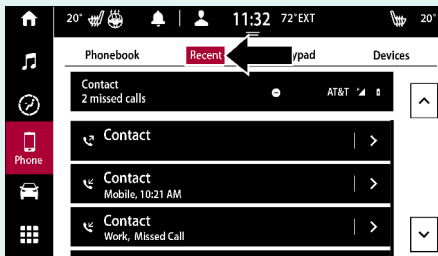 20° 11:32 72°EXT 20°
Phonebook Recent ypad Devices
Contact
2 missed calls AT&T
Contact
Contact
Mobile, 10:21 AM
Contact
Work, Missed Call
Phone